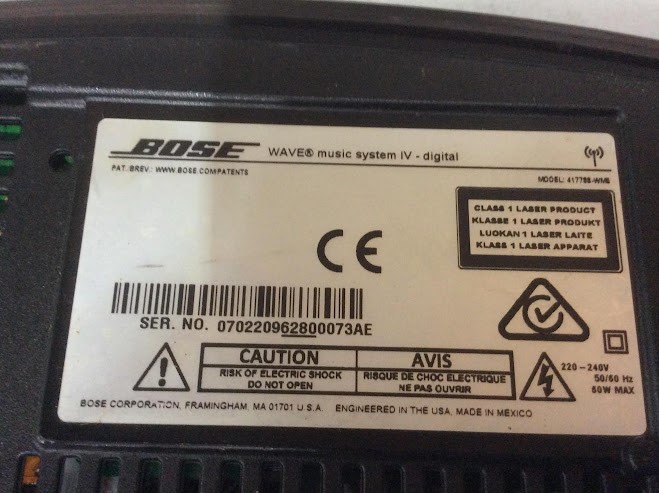 BOSE WAVE® music system IV - digital
PAT. BREV.: WWW.BOSE.COM/PATENTS
MODEL: 417788-WMS
CLASS 1 LASER PRODUCT
KLASSE 1 LASER PRODUKT
LUOKAN 1 LASER LAITE
KLASS 1 LASER APPARAT
CE
SER. NO. 070220962800073AE
CAUTION
RISK OF ELECTRIC SHOCK
DO NOT OPEN
AVIS
RISQUE DE CHOC ÉLECTRIQUE
NE PAS OUVRIR
220-240V
50/60 Hz
60W MAX
BOSE CORPORATION, FRAMINGHAM, MA 01701 U.S.A. ENGINEERED IN THE USA, MADE IN MEXICO